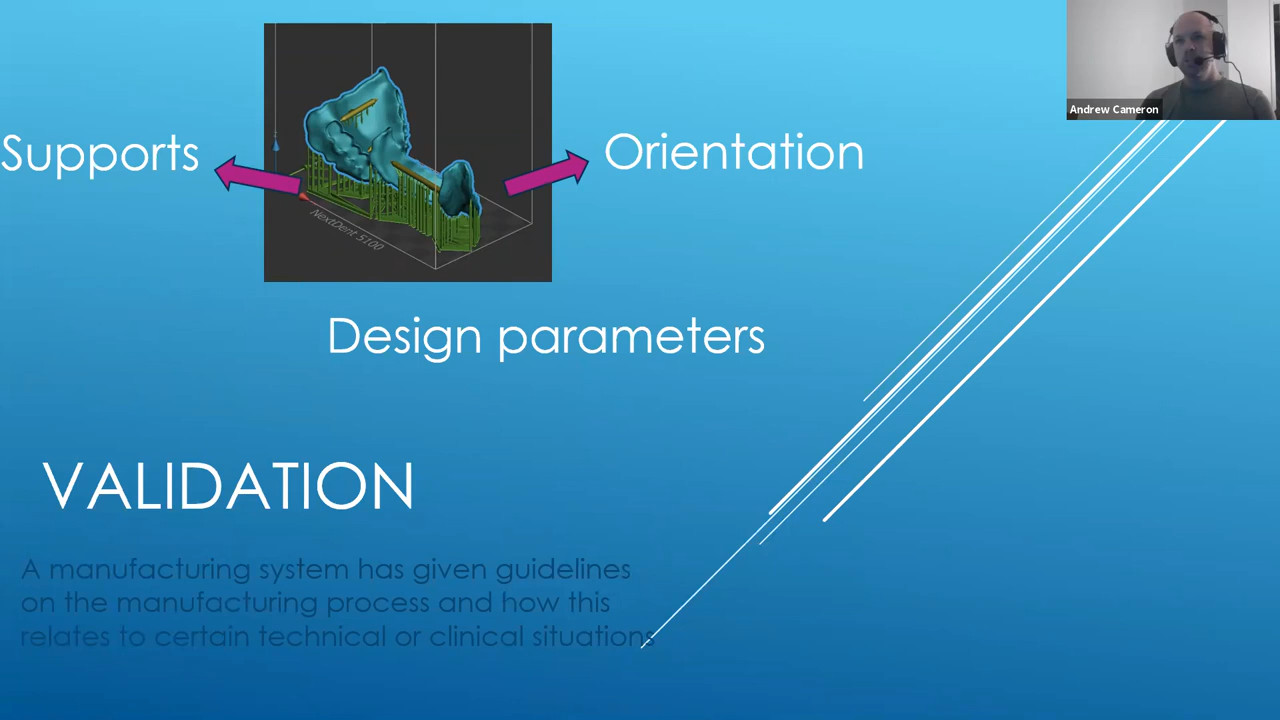 Andrew Cameron
Supports
Orientation
NextDent 5100
Design parameters
VALIDATION
A manufacturing system has given guidelines
on the manufacturing process and how this
relates to certain technical or clinical situations